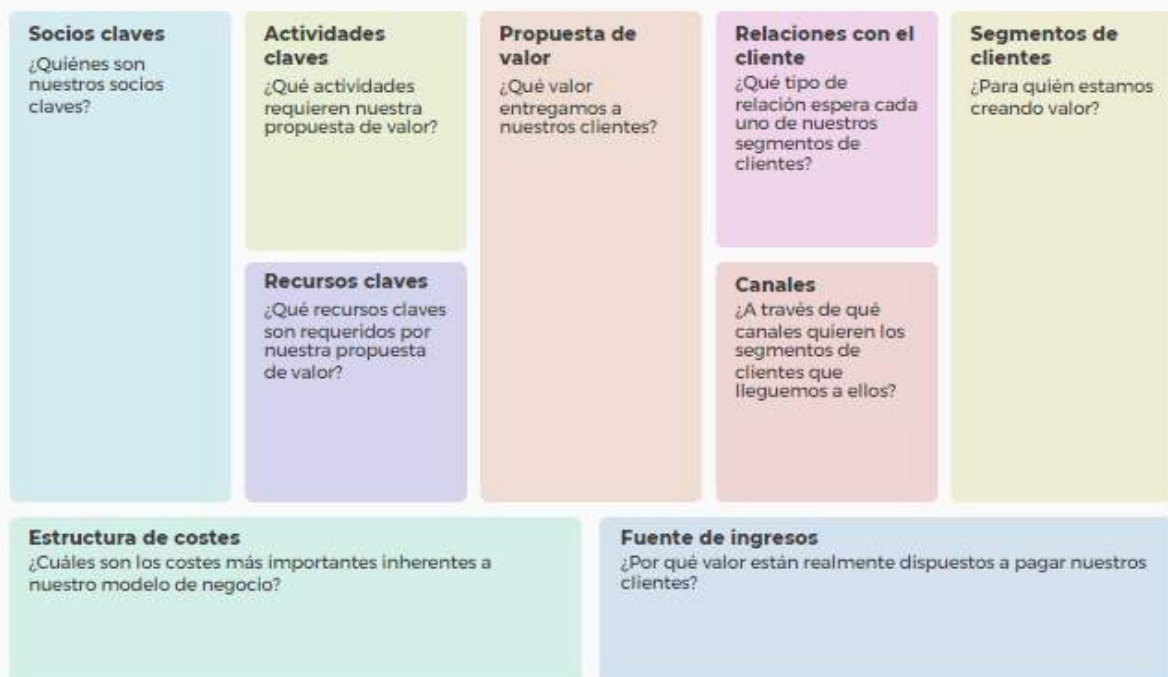 Socios claves
¿Quiénes son
nuestros socios
claves?
Actividades
claves
¿Qué actividades
requieren nuestra
propuesta de valor?
Recursos claves
¿Qué recursos claves
son requeridos por
nuestra propuesta
de valor?
Propuesta de
valor
¿Qué valor
entregamos a
nuestros clientes?
Relaciones con el
cliente
¿Qué tipo de
relación espera cada
uno de nuestros
segmentos de
clientes?
Canales
¿A través de qué
canales quieren los
segmentos de
clientes que
lleguemos a ellos?
Segmentos de
clientes
¿Para quién estamos
creando valor?
Estructura de costes
¿Cuáles son los costes más importantes inherentes a
nuestro modelo de negocio?
Fuente de ingresos
¿Por qué valor están realmente dispuestos a pagar nuestros
clientes?